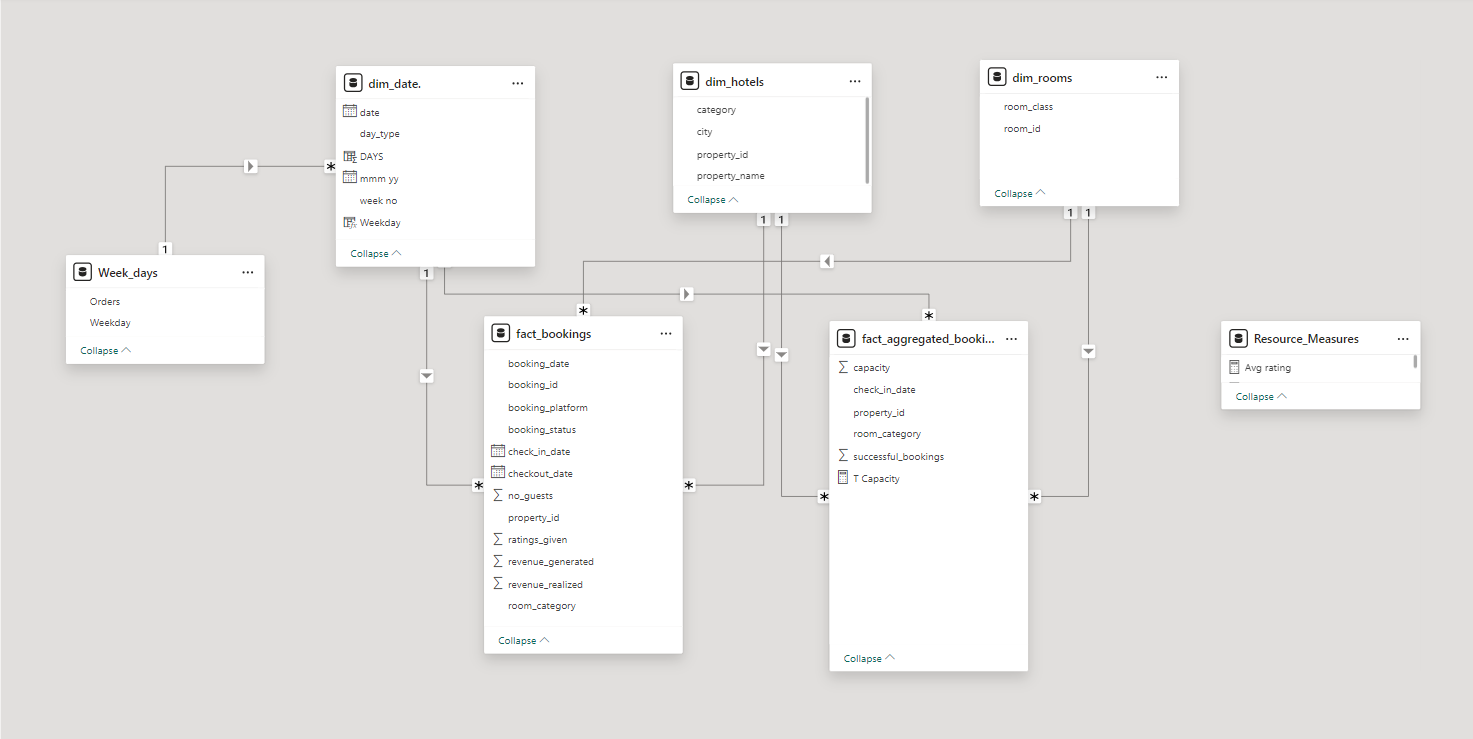 dim_date.
date
day_type
DAYS
mmm yy
week no
Weekday
Collapse
dim_hotels
category
city
property_id
property_name
Collapse
dim_rooms
room_class
room_id
Collapse
Week_days
Orders
Weekday
Collapse
fact_bookings
booking_date
booking_id
booking_platform
booking_status
check_in_date
checkout_date
no_guests
property_id
ratings_given
revenue_generated
revenue_realized
room_category
Collapse
fact_aggregated_booki...
capacity
check_in_date
property_id
room_category
successful_bookings
T Capacity
Collapse
Resource_Measures
Avg rating
Collapse
1
*
1
1
1
1
1
*
*
*
*
*
*